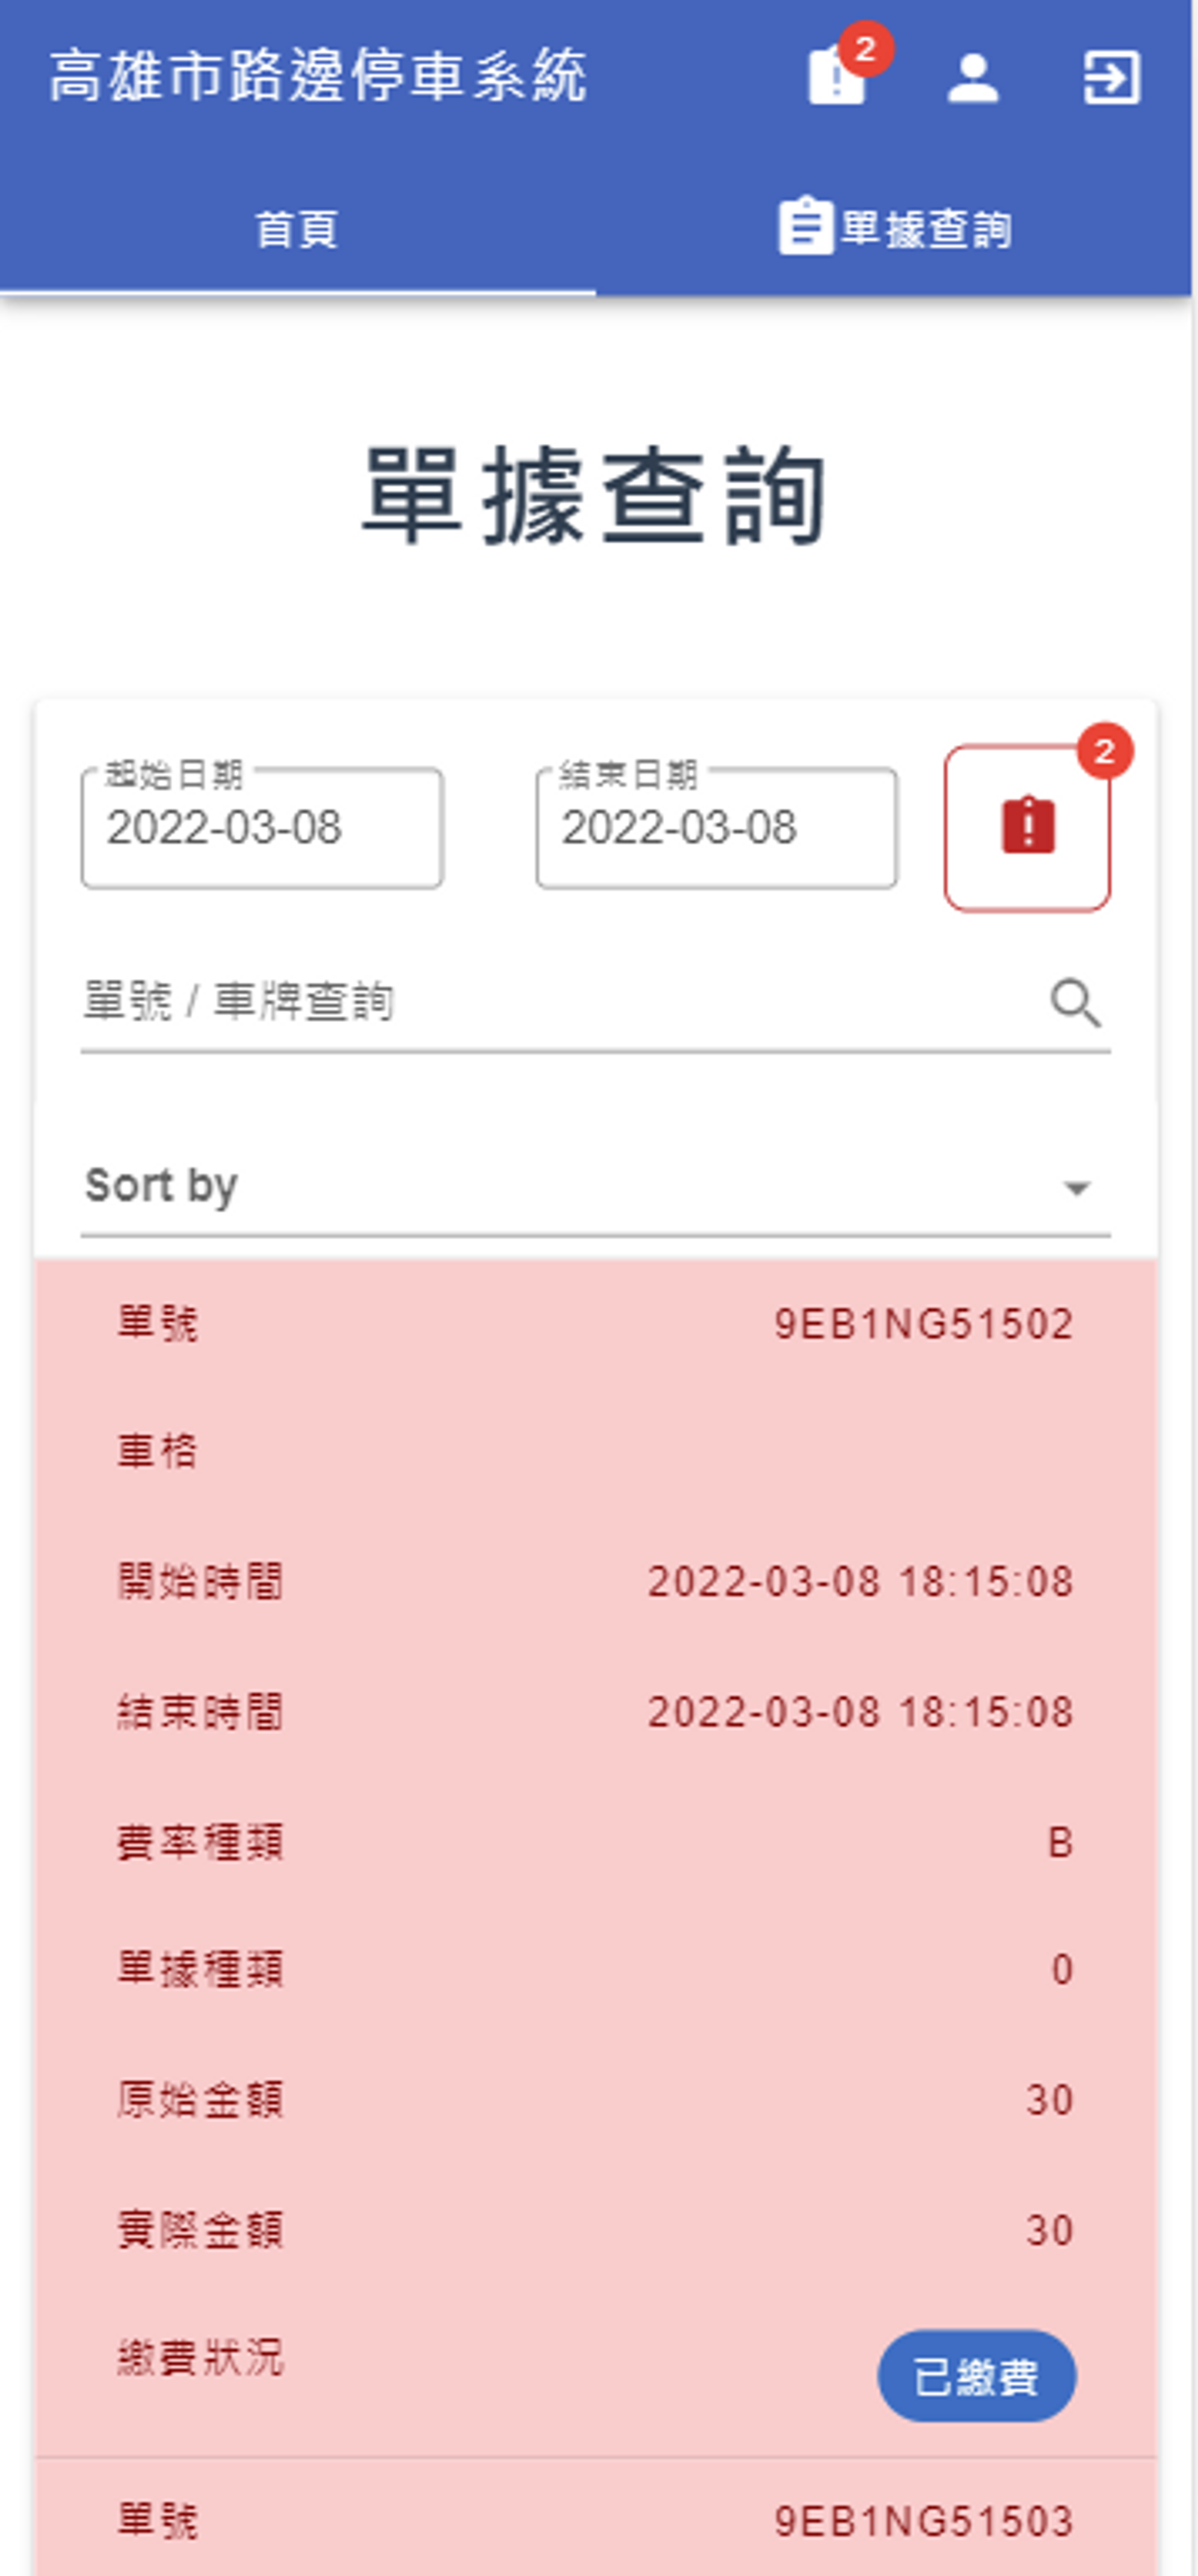 高雄市路邊停車系統
2
首頁
單據查詢
單據查詢
起始日期
2022-03-08
結束日期
2022-03-08
2
單號 / 車牌查詢
Sort by
單號 9EB1NG51502
車格
開始時間 2022-03-08 18:15:08
結束時間 2022-03-08 18:15:08
費率種類 B
單據種類 0
原始金額 30
實際金額 30
繳費狀況 已繳費
單號 9EB1NG51503